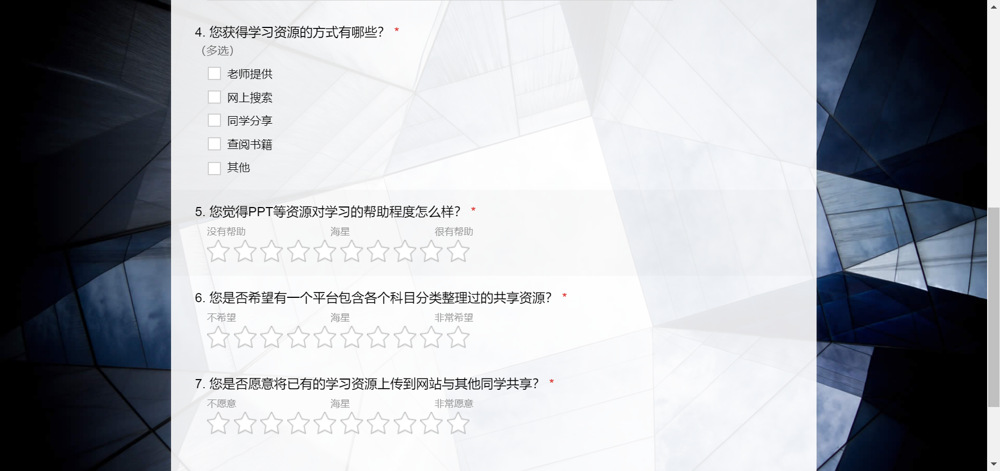 4. 您获得学习资源的方式有哪些？ *
（多选）
老师提供
网上搜索
同学分享
查阅书籍
其他
5. 您觉得PPT等资源对学习的帮助程度怎么样？ *
没有帮助 海星 很有帮助
6. 您是否希望有一个平台包含各个科目分类整理过的共享资源？ *
不希望 海星 非常希望
7. 您是否愿意将已有的学习资源上传到网站与其他同学共享？ *
不愿意 海星 非常愿意